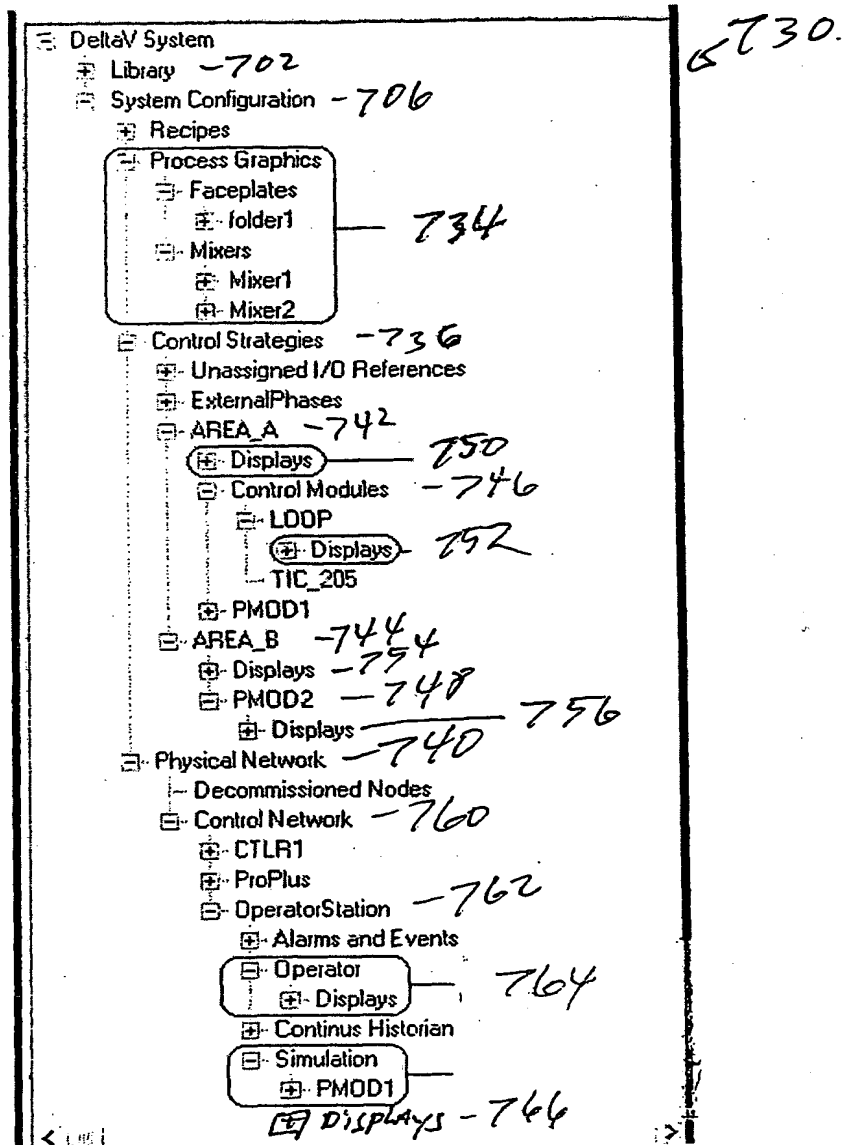 730.
DeltaV System
Library - 702
System Configuration - 706
Recipes
Process Graphics
Faceplates
folder1
734
Mixers
Mixer1
Mixer2
Control Strategies - 736
Unassigned I/O References
ExternalPhases
AREA_A - 742
Displays 750
Control Modules - 746
LOOP
Displays 752
TIC_205
PMOD1
AREA_B - 744
Displays - 754
PMOD2 - 748
Displays 756
Physical Network - 740
Decommissioned Nodes
Control Network - 760
CTLR1
ProPlus
OperatorStation - 762
Alarms and Events
Operator
Displays 764
Continus Historian
Simulation
PMOD1
DISPLAYS - 766